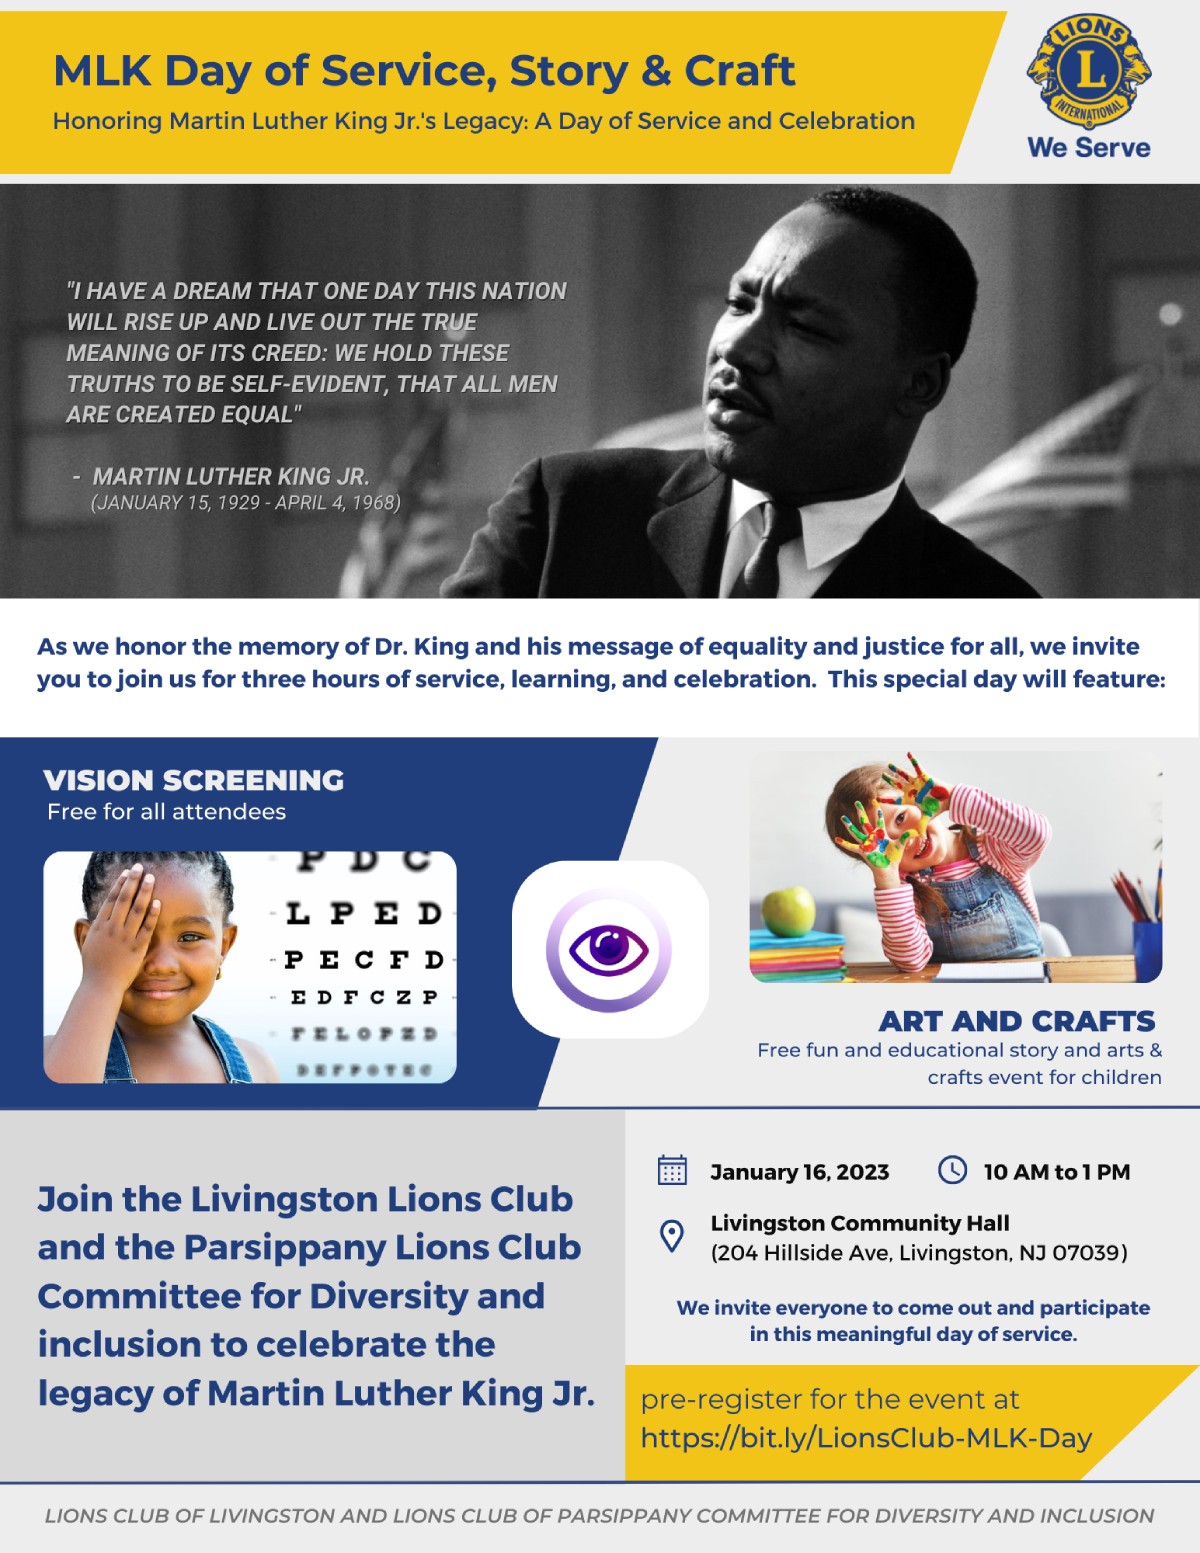 MLK Day of Service, Story & Craft
Honoring Martin Luther King Jr.'s Legacy: A Day of Service and Celebration
LIONS
L
INTERNATIONAL
We Serve
"I HAVE A DREAM THAT ONE DAY THIS NATION
WILL RISE UP AND LIVE OUT THE TRUE
MEANING OF ITS CREED: WE HOLD THESE
TRUTHS TO BE SELF-EVIDENT, THAT ALL MEN
ARE CREATED EQUAL"
- MARTIN LUTHER KING JR.
(JANUARY 15, 1929 - APRIL 4, 1968)
As we honor the memory of Dr. King and his message of equality and justice for all, we invite
you to join us for three hours of service, learning, and celebration. This special day will feature:
VISION SCREENING
Free for all attendees
P D C
L P E D
P E C F D
E D F C Z P
F E L O P Z D
D E F P O T E C
ART AND CRAFTS
Free fun and educational story and arts &
crafts event for children
Join the Livingston Lions Club
and the Parsippany Lions Club
Committee for Diversity and
inclusion to celebrate the
legacy of Martin Luther King Jr.
January 16, 2023
10 AM to 1 PM
Livingston Community Hall
(204 Hillside Ave, Livingston, NJ 07039)
We invite everyone to come out and participate
in this meaningful day of service.
pre-register for the event at
https://bit.ly/LionsClub-MLK-Day
LIONS CLUB OF LIVINGSTON AND LIONS CLUB OF PARSIPPANY COMMITTEE FOR DIVERSITY AND INCLUSION